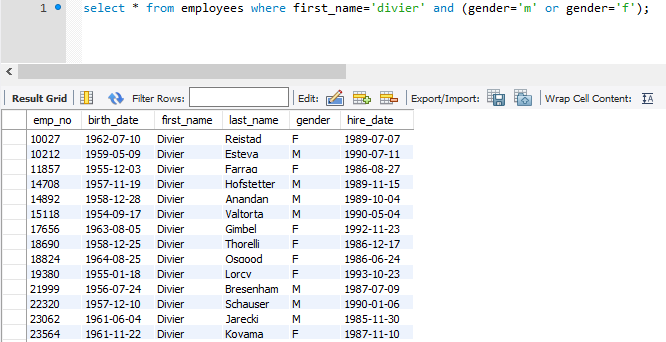 1 select * from employees where first_name='divier' and (gender='m' or gender='f');
Result Grid Filter Rows: Edit: Export/Import: Wrap Cell Content:
emp_no birth_date first_name last_name gender hire_date
10027 1962-07-10 Divier Reistad F 1989-07-07
10212 1959-05-09 Divier Esteva M 1990-07-11
11857 1955-12-03 Divier Farrag F 1986-08-27
14708 1957-11-19 Divier Hofstetter M 1989-11-15
14892 1958-12-28 Divier Anandan M 1989-10-04
15118 1954-09-17 Divier Valtorta M 1990-05-04
17656 1963-08-05 Divier Gimbel F 1992-11-23
18690 1958-12-25 Divier Thorelli F 1986-12-17
18824 1964-08-25 Divier Osgood F 1986-06-24
19380 1955-01-18 Divier Lorcy F 1993-10-23
21999 1956-07-24 Divier Bresenham M 1987-07-09
22320 1957-12-10 Divier Schauser M 1990-01-06
23062 1961-06-04 Divier Jarecki M 1985-11-30
23564 1961-11-22 Divier Koyama F 1987-11-10